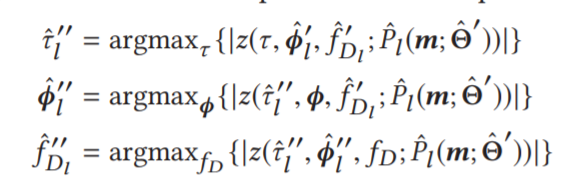 τ̂″ₗ = argmax_τ{|z(τ, ϕ̂′ₗ, f̂′_{Dₗ}; P̂ₗ(m; Θ̂′))|}
ϕ̂″ₗ = argmax_ϕ{|z(τ̂″ₗ, ϕ, f̂′_{Dₗ}; P̂ₗ(m; Θ̂′))|}
f̂″_{Dₗ} = argmax_{f_D}{|z(τ̂″ₗ, ϕ̂″ₗ, f_D; P̂ₗ(m; Θ̂′))|}